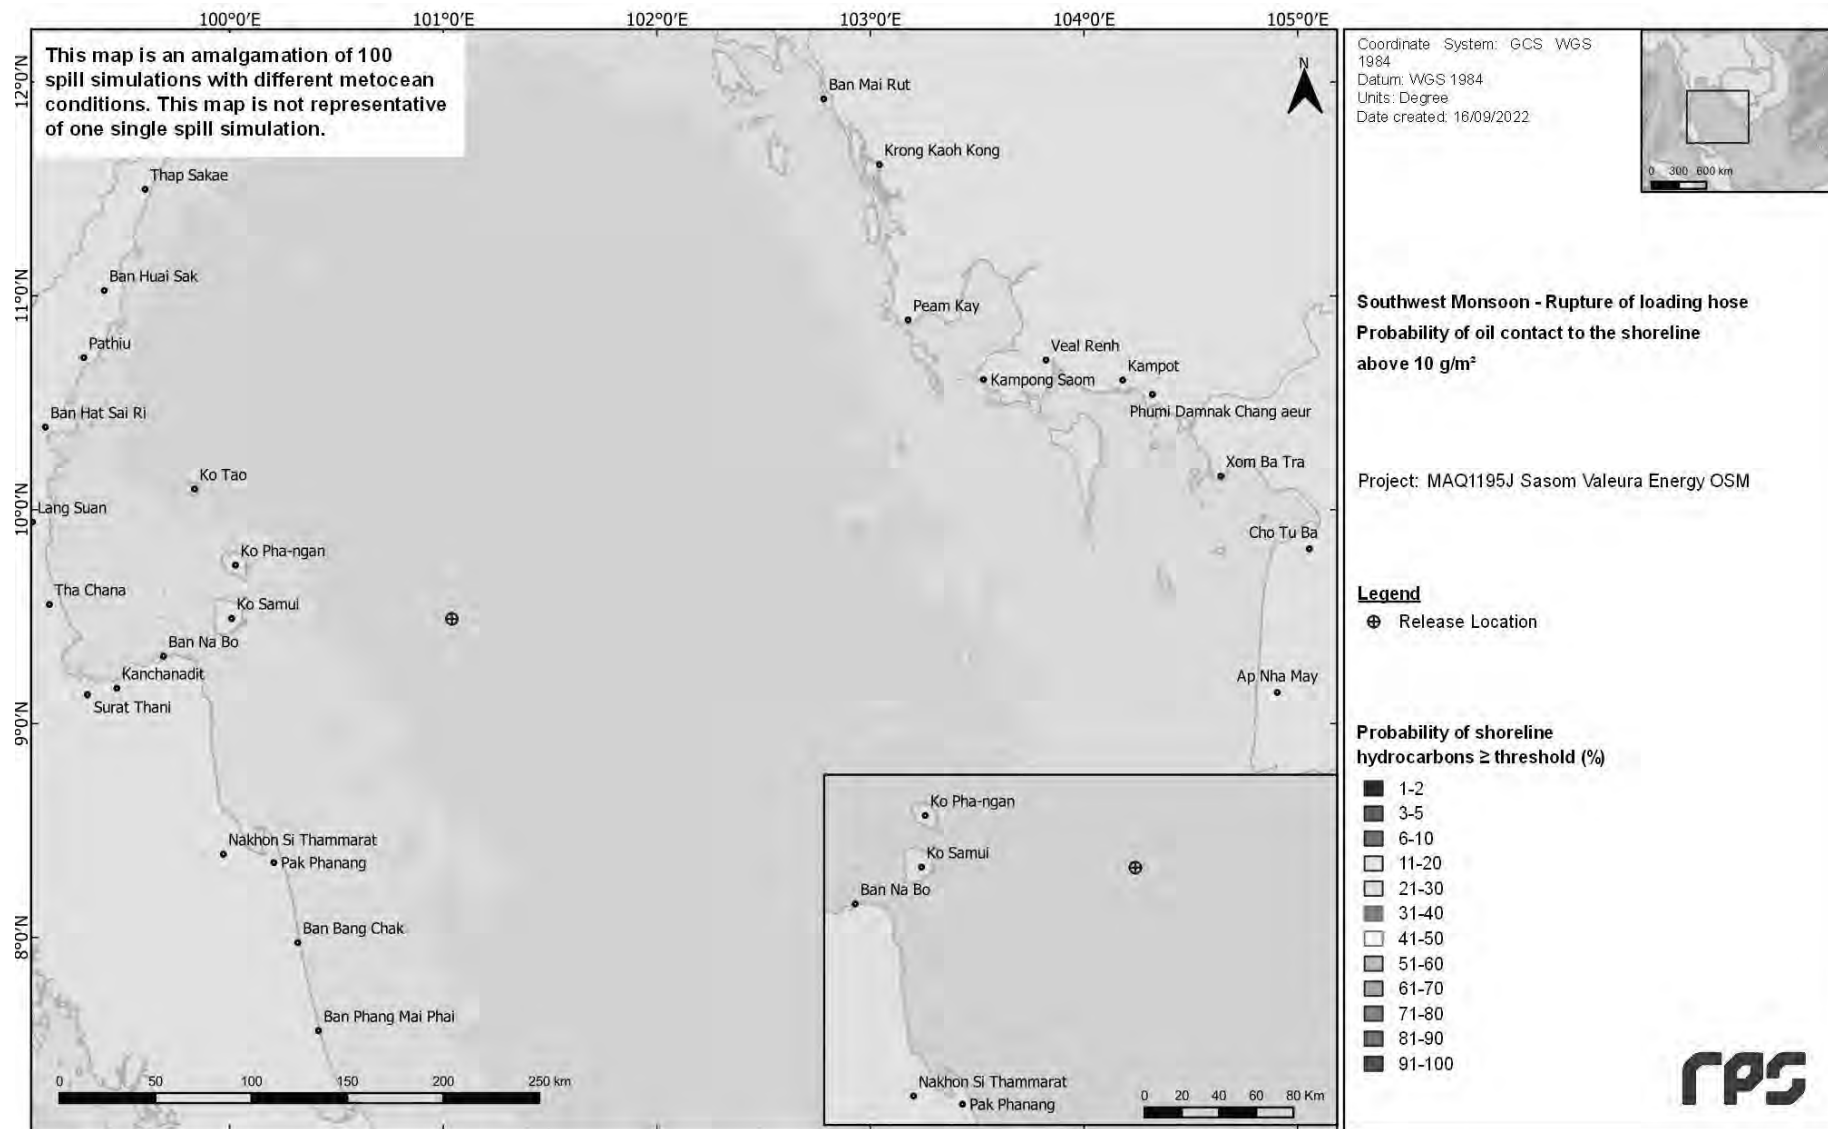 100°0'E
101°0'E
102°0'E
103°0'E
104°0'E
105°0'E
12°0'N
11°0'N
10°0'N
9°0'N
8°0'N
This map is an amalgamation of 100
spill simulations with different metocean
conditions. This map is not representative
of one single spill simulation.
N
Ban Mai Rut
Krong Kaoh Kong
Thap Sakae
Ban Huai Sak
Peam Kay
Pathiu
Veal Renh
Kampot
Kampong Saom
Ban Hat Sai Ri
Phumi Damnak Chang aeur
Xom Ba Tra
Ko Tao
Lang Suan
Cho Tu Ba
Ko Pha-ngan
Tha Chana
Ko Samui
Ban Na Bo
Kanchanadit
Surat Thani
Ap Nha May
Nakhon Si Thammarat
Pak Phanang
Ban Bang Chak
Ban Phang Mai Phai
0 50 100 150 200 250 km
Ko Pha-ngan
Ko Samui
Ban Na Bo
Nakhon Si Thammarat
Pak Phanang
0 20 40 60 80 Km
Coordinate System: GCS WGS
1984
Datum: WGS 1984
Units: Degree
Date created: 16/09/2022
0 300 600 km
Southwest Monsoon - Rupture of loading hose
Probability of oil contact to the shoreline
above 10 g/m²
Project: MAQ1195J Sasom Valeura Energy OSM
Legend
Release Location
Probability of shoreline
hydrocarbons ≥ threshold (%)
1-2
3-5
6-10
11-20
21-30
31-40
41-50
51-60
61-70
71-80
81-90
91-100
rps